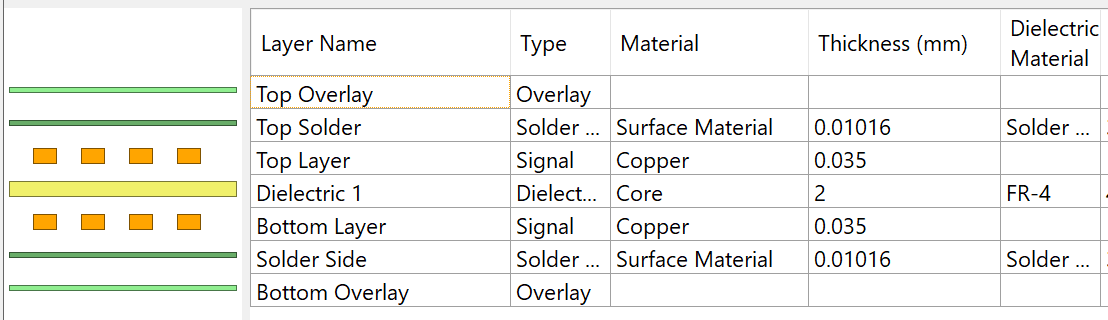 Layer Name Type Material Thickness (mm) Dielectric Material
Top Overlay Overlay
Top Solder Solder ... Surface Material 0.01016 Solder ...
Top Layer Signal Copper 0.035
Dielectric 1 Dielect... Core 2 FR-4
Bottom Layer Signal Copper 0.035
Solder Side Solder ... Surface Material 0.01016 Solder ...
Bottom Overlay Overlay